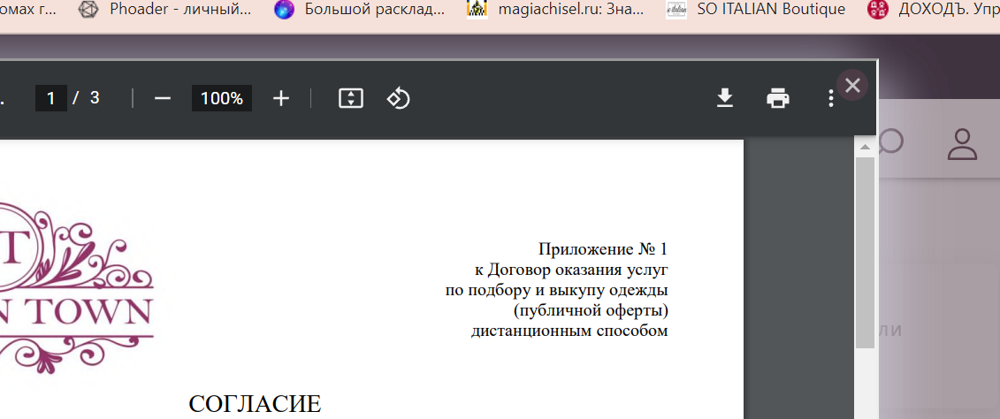 омах г...
Phoader - личный...
Большой расклад...
magiachisel.ru: Зна...
SO ITALIAN Boutique
ДОХОДЪ. Упр
1 / 3
100%
T
N TOWN
Приложение № 1
к Договор оказания услуг
по подбору и выкупу одежды
(публичной оферты)
дистанционным способом
ли
СОГЛАСИЕ